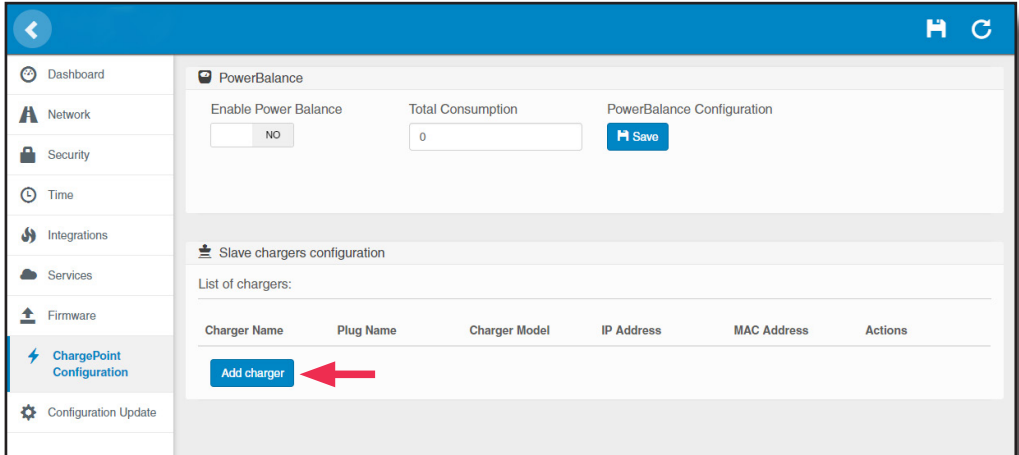 Dashboard
Network
Security
Time
Integrations
Services
Firmware
ChargePoint
Configuration
Configuration Update
PowerBalance
Enable Power Balance
NO
Total Consumption
0
PowerBalance Configuration
Save
Slave chargers configuration
List of chargers:
Charger Name Plug Name Charger Model IP Address MAC Address Actions
Add charger